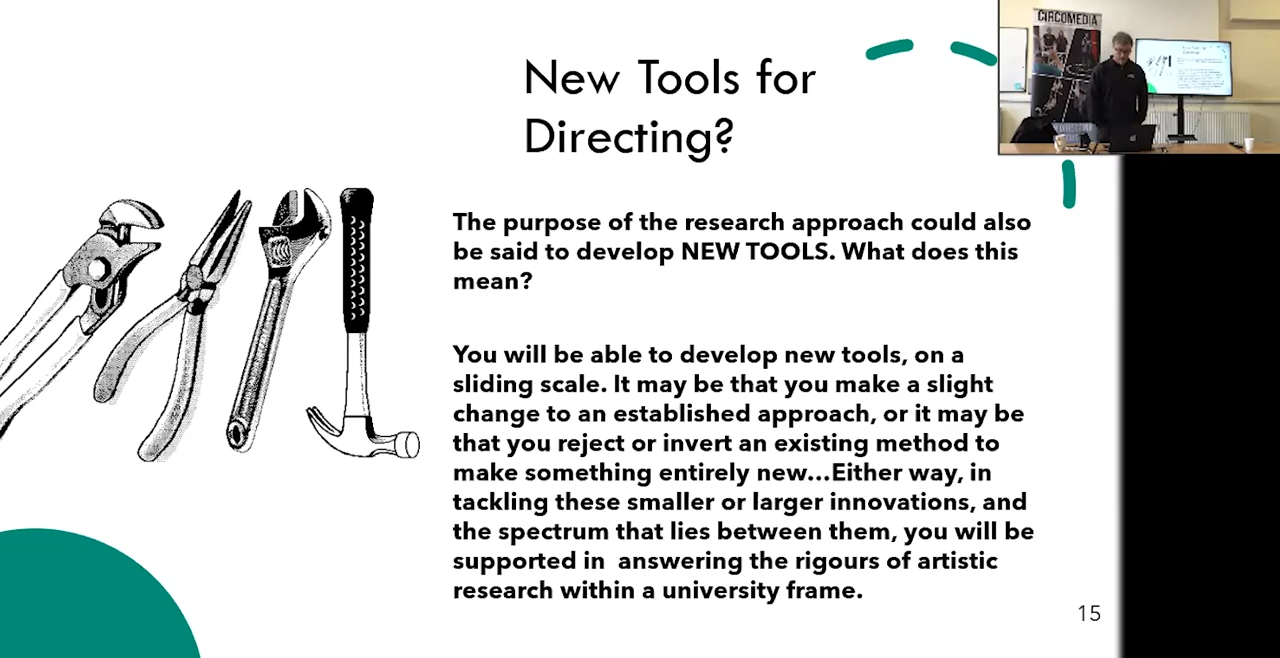 New Tools for
Directing?
CIRCOMEDIA
The purpose of the research approach could also
be said to develop NEW TOOLS. What does this
mean?
You will be able to develop new tools, on a
sliding scale. It may be that you make a slight
change to an established approach, or it may be
that you reject or invert an existing method to
make something entirely new...Either way, in
tackling these smaller or larger innovations, and
the spectrum that lies between them, you will be
supported in  answering the rigours of artistic
research within a university frame.
15